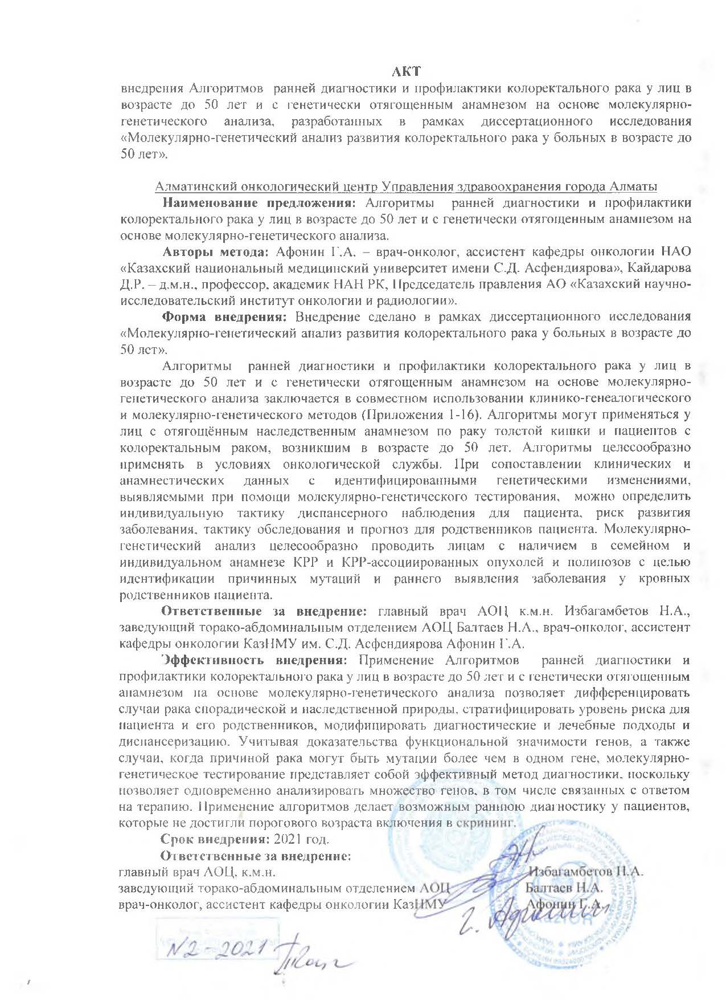 АКТ
внедрения Алгоритмов ранней диагностики и профилактики колоректального рака у лиц в
возрасте до 50 лет и с генетически отягощенным анамнезом на основе молекулярно-
генетического анализа, разработанных в рамках диссертационного исследования
«Молекулярно-генетический анализ развития колоректального рака у больных в возрасте до
50 лет».
Алматинский онкологический центр Управления здравоохранения города Алматы
Наименование предложения: Алгоритмы ранней диагностики и профилактики
колоректального рака у лиц в возрасте до 50 лет и с генетически отягощенным анамнезом на
основе молекулярно-генетического анализа.
Авторы метода: Афонин Г.А. – врач-онколог, ассистент кафедры онкологии НАО
«Казахский национальный медицинский университет имени С.Д. Асфендиярова», Кайдарова
Д.Р. – д.м.н., профессор, академик НАН РК, Председатель правления АО «Казахский научно-
исследовательский институт онкологии и радиологии».
Форма внедрения: Внедрение сделано в рамках диссертационного исследования
«Молекулярно-генетический анализ развития колоректального рака у больных в возрасте до
50 лет».
Алгоритмы ранней диагностики и профилактики колоректального рака у лиц в
возрасте до 50 лет и с генетически отягощенным анамнезом на основе молекулярно-
генетического анализа заключается в совместном использовании клинико-генеалогического
и молекулярно-генетического методов (Приложения 1-16). Алгоритмы могут применяться у
лиц с отягощённым наследственным анамнезом по раку толстой кишки и пациентов с
колоректальным раком, возникшим в возрасте до 50 лет. Алгоритмы целесообразно
применять в условиях онкологической службы. При сопоставлении клинических и
анамнестических данных с идентифицированными генетическими изменениями,
выявляемыми при помощи молекулярно-генетического тестирования, можно определить
индивидуальную тактику диспансерного наблюдения для пациента, риск развития
заболевания, тактику обследования и прогноз для родственников пациента. Молекулярно-
генетический анализ целесообразно проводить лицам с наличием в семейном и
индивидуальном анамнезе КРР и КРР-ассоциированных опухолей и полипозов с целью
идентификации причинных мутаций и раннего выявления заболевания у кровных
родственников пациента.
Ответственные за внедрение: главный врач АОЦ к.м.н. Избагамбетов Н.А.,
заведующий торако-абдоминальным отделением АОЦ Балтаев Н.А., врач-онколог, ассистент
кафедры онкологии КазНМУ им. С.Д. Асфендиярова Афонин Г.А.
Эффективность внедрения: Применение Алгоритмов ранней диагностики и
профилактики колоректального рака у лиц в возрасте до 50 лет и с генетически отягощенным
анамнезом на основе молекулярно-генетического анализа позволяет дифференцировать
случаи рака спорадической и наследственной природы, стратифицировать уровень риска для
пациента и его родственников, модифицировать диагностические и лечебные подходы и
диспансеризацию. Учитывая доказательства функциональной значимости генов, а также
случаи, когда причиной рака могут быть мутации более чем в одном гене, молекулярно-
генетическое тестирование представляет собой эффективный метод диагностики, поскольку
позволяет одновременно анализировать множество генов, в том числе связанных с ответом
на терапию. Применение алгоритмов делает возможным раннюю диагностику у пациентов,
которые не достигли порогового возраста включения в скрининг.
Срок внедрения: 2021 год.
Ответственные за внедрение:
главный врач АОЦ, к.м.н. Избагамбетов Н.А.
заведующий торако-абдоминальным отделением АОЦ Балтаев Н.А.
врач-онколог, ассистент кафедры онкологии КазНМУ Афонин Г.А.
N2-2021